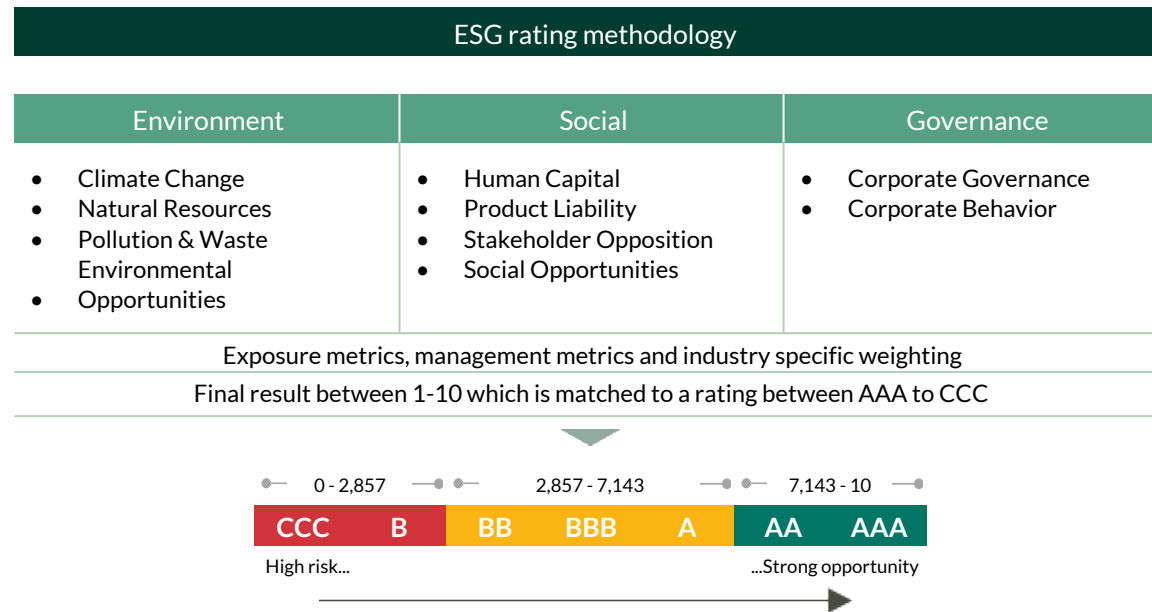 ESG rating methodology
Environment
Social
Governance
• Climate Change
• Natural Resources
• Pollution & Waste
Environmental
• Opportunities
• Human Capital
• Product Liability
• Stakeholder Opposition
• Social Opportunities
• Corporate Governance
• Corporate Behavior
Exposure metrics, management metrics and industry specific weighting
Final result between 1-10 which is matched to a rating between AAA to CCC
0 - 2,857
2,857 - 7,143
7,143 - 10
CCC B BB BBB A AA AAA
High risk...
...Strong opportunity